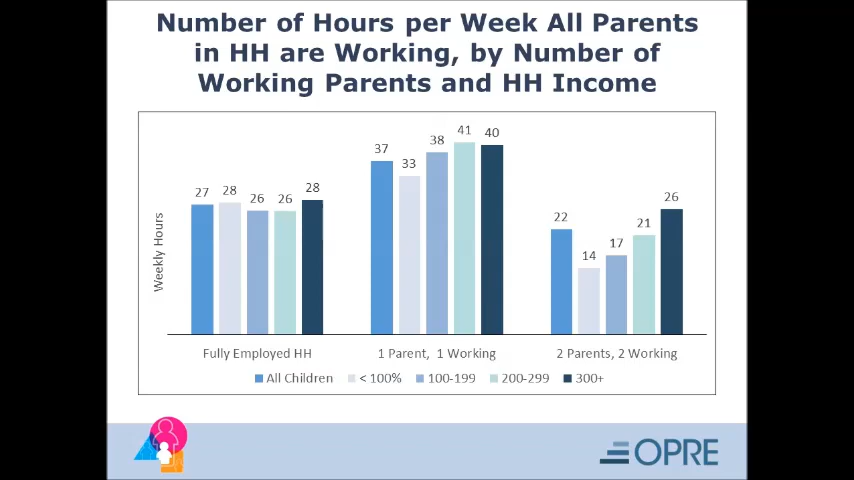 Number of Hours per Week All Parents
in HH are Working, by Number of
Working Parents and HH Income
27 28 26 26 28
37 33 38 41 40
22 14 17 21 26
Weekly Hours
Fully Employed HH 1 Parent, 1 Working 2 Parents, 2 Working
All Children < 100% 100-199 200-299 300+
OPRE